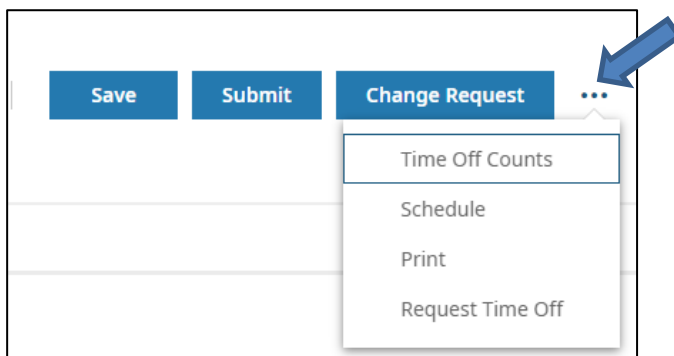 Save Submit Change Request ...
Time Off Counts
Schedule
Print
Request Time Off